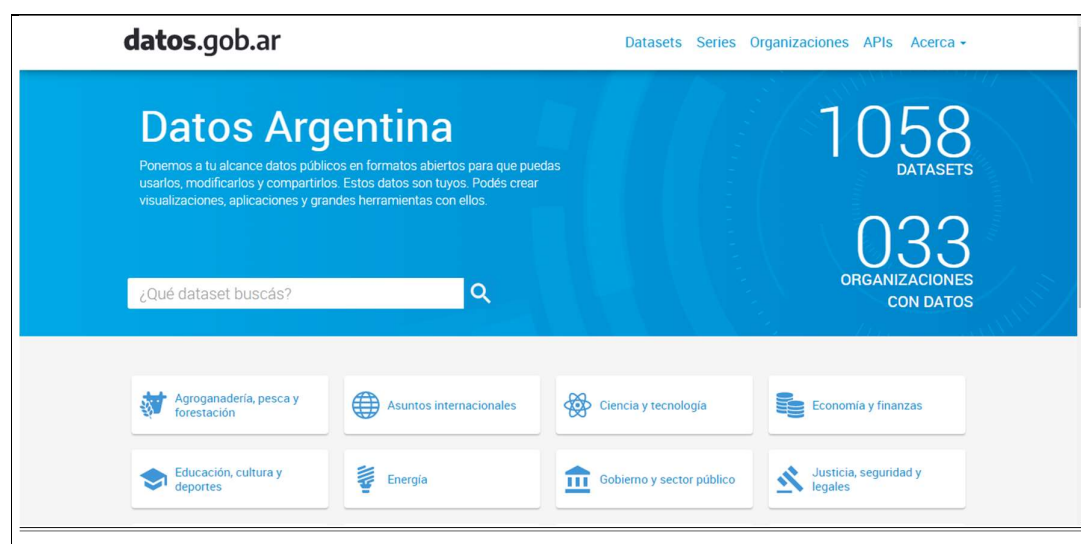 datos.gob.ar
Datasets Series Organizaciones APIs Acerca
Datos Argentina
Ponemos a tu alcance datos públicos en formatos abiertos para que puedas
usarlos, modificarlos y compartirlos. Estos datos son tuyos. Podés crear
visualizaciones, aplicaciones y grandes herramientas con ellos.
¿Qué dataset buscás?
1058
DATASETS
033
ORGANIZACIONES
CON DATOS
Agroganadería, pesca y
forestación
Asuntos internacionales
Ciencia y tecnología
Economía y finanzas
Educación, cultura y
deportes
Energía
Gobierno y sector público
Justicia, seguridad y
legales